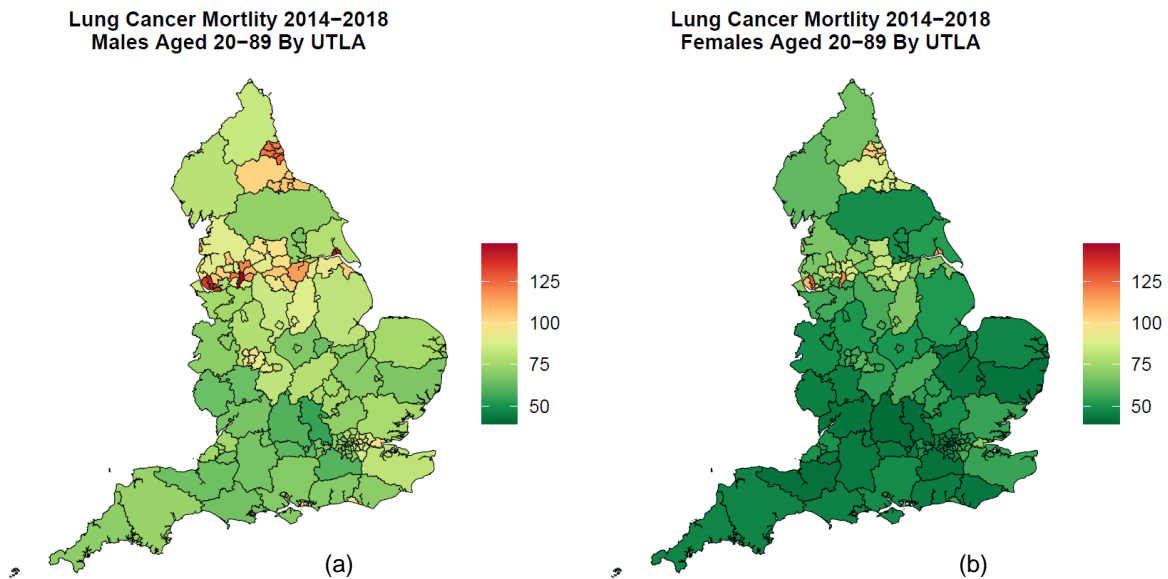 Lung Cancer Mortlity 2014−2018
Males Aged 20−89 By UTLA
125
100
75
50
(a)
Lung Cancer Mortlity 2014−2018
Females Aged 20−89 By UTLA
125
100
75
50
(b)